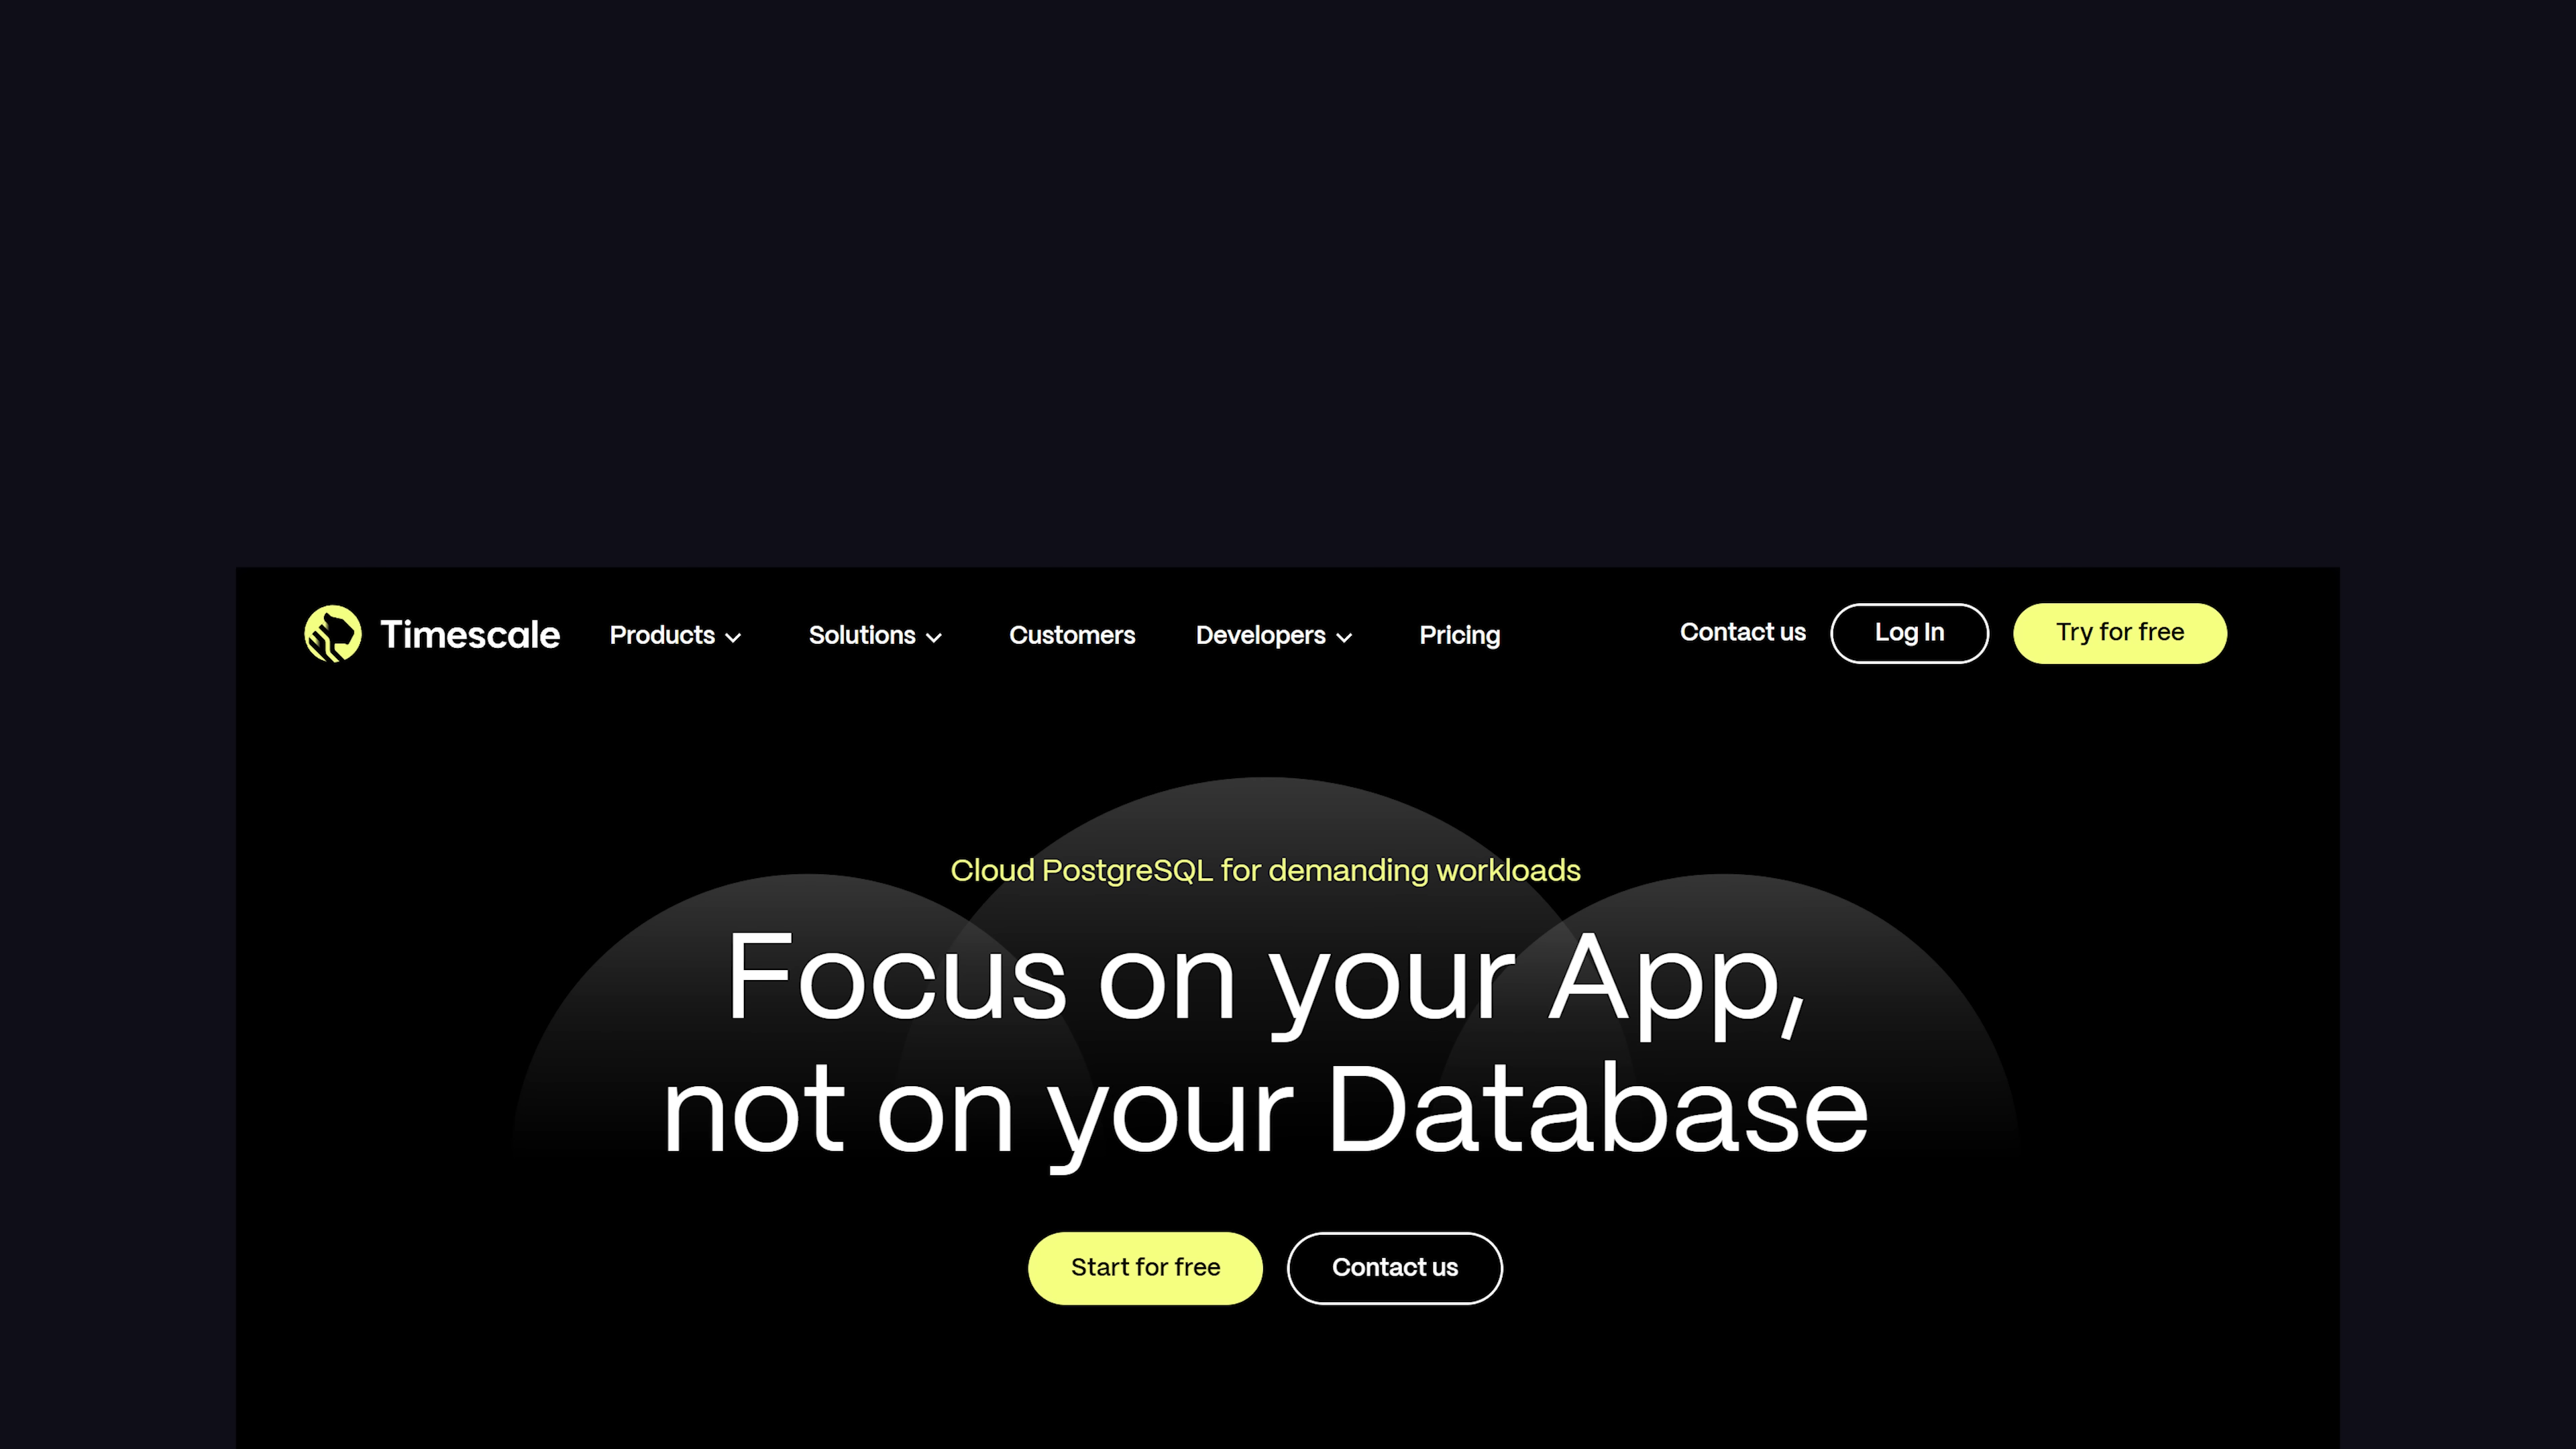 Timescale Products Solutions Customers Developers Pricing Contact us Log In Try for free
Cloud PostgreSQL for demanding workloads
Focus on your App,
not on your Database
Start for free Contact us